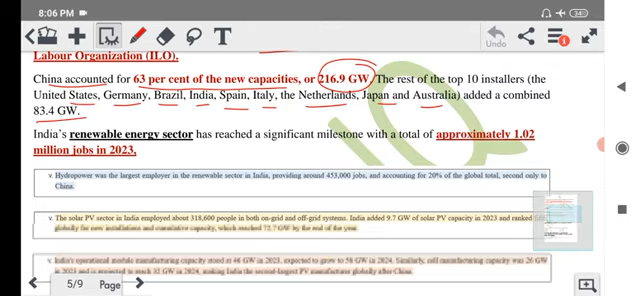 8:06 PM
34
Undo
Labour Organization (ILO).
China accounted for 63 per cent of the new capacities, or 216.9 GW. The rest of the top 10 installers (the
United States, Germany, Brazil, India, Spain, Italy, the Netherlands, Japan and Australia) added a combined
83.4 GW.
India's renewable energy sector has reached a significant milestone with a total of approximately 1.02
million jobs in 2023,
v. Hydropower was the largest employer in the renewable sector in India, providing around 453,000 jobs, and accounting for 20% of the global total, second only to
China.
v. The solar PV sector in India employed about 318,600 people in both on-grid and off-grid systems. India added 9.7 GW of solar PV capacity in 2023 and ranked
globally for new installations and cumulative capacity, which reached 72.7 GW by the end of the year.
v. India's operational module manufacturing capacity stood at 46 GW in 2023, expected to grow to 58 GW in 2024. Similarly, cell manufacturing capacity was 26 GW
in 2023 and is projected to reach 32 GW in 2024, making India the second-largest PV manufacturer globally after China.
5/9 Page